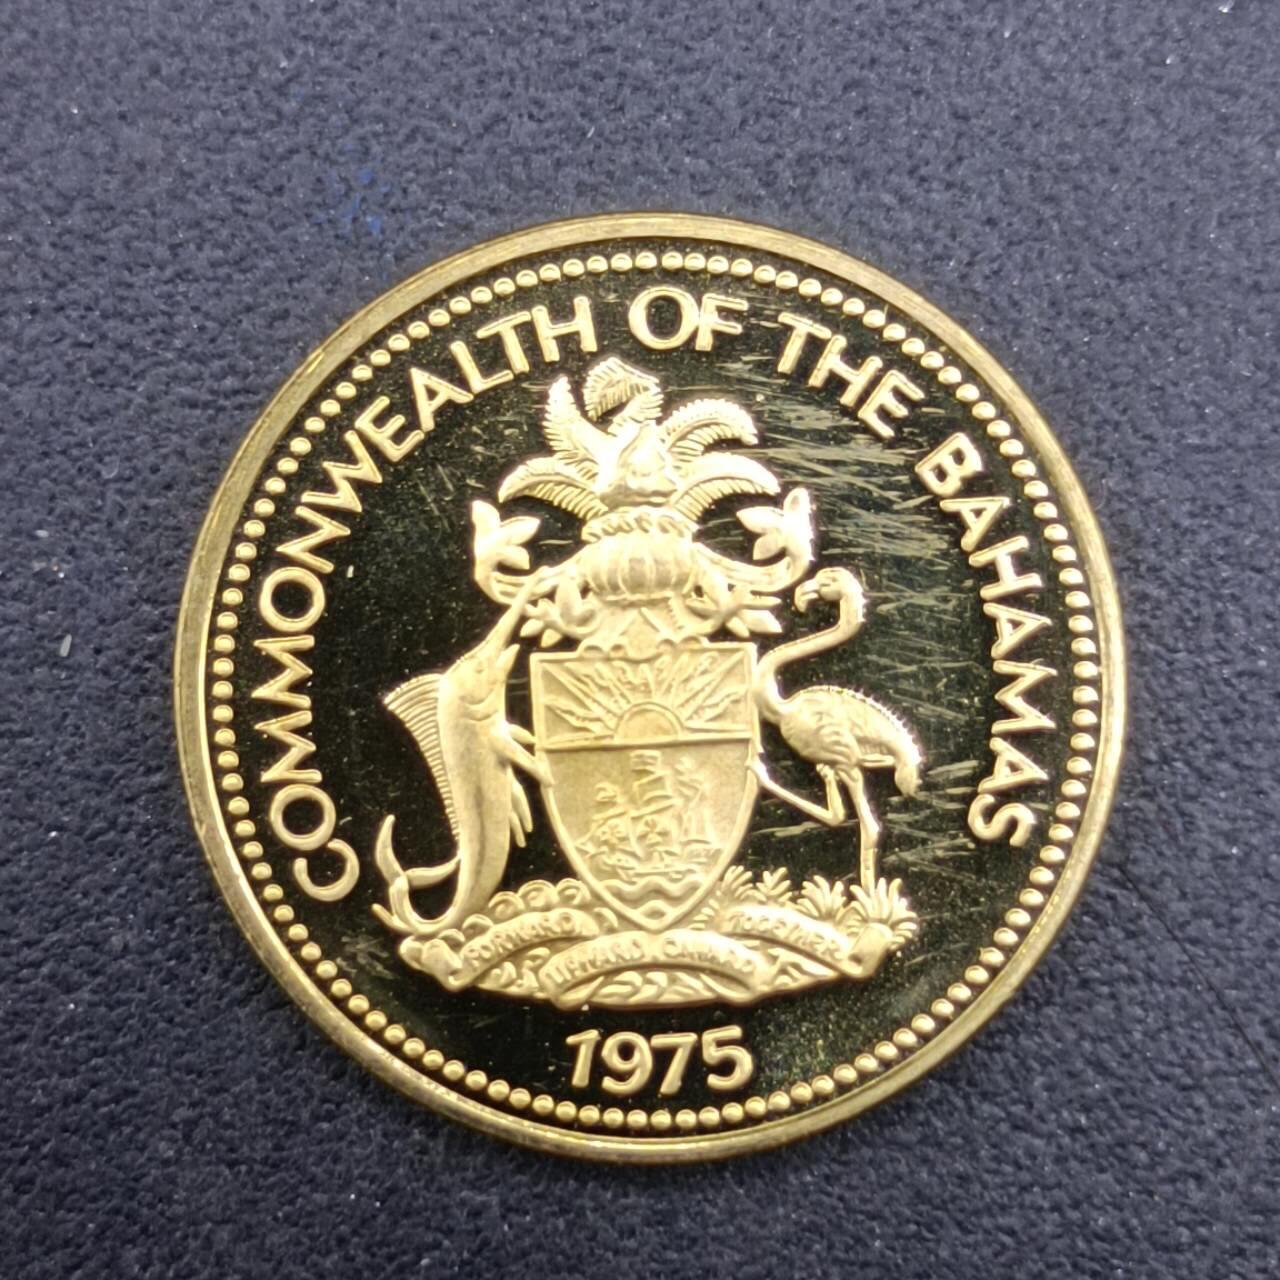 COMMONWEALTH OF THE BAHAMAS
FORWARD UPWARD ONWARD TOGETHER
1975